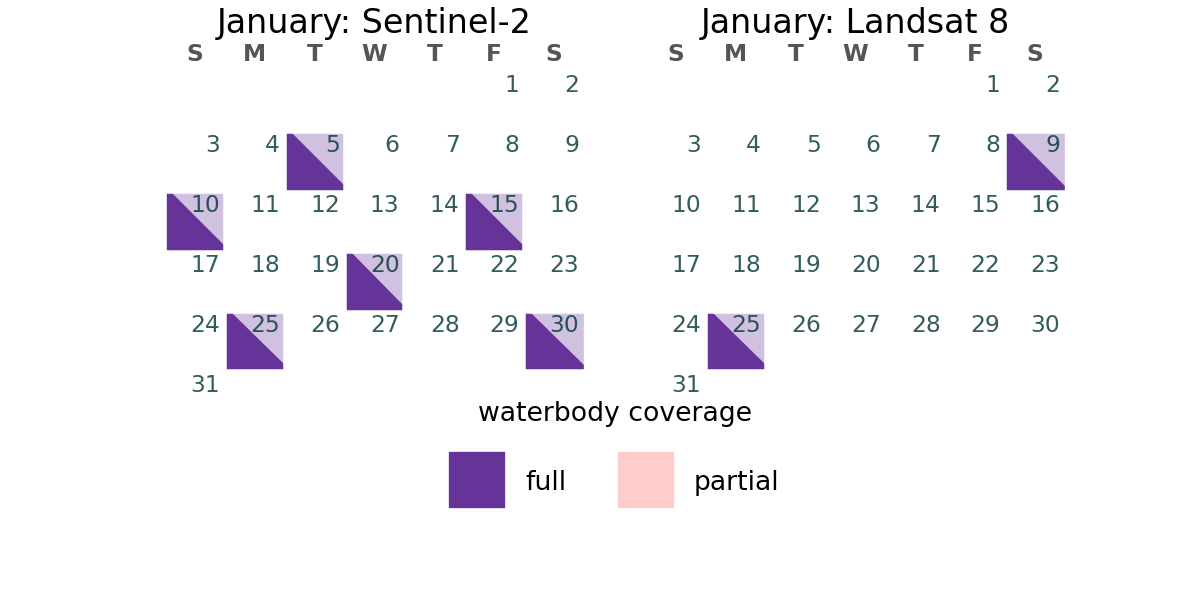 January: Sentinel-2
S M T W T F S
1 2
3 4 5 6 7 8 9
10 11 12 13 14 15 16
17 18 19 20 21 22 23
24 25 26 27 28 29 30
31
January: Landsat 8
S M T W T F S
1 2
3 4 5 6 7 8 9
10 11 12 13 14 15 16
17 18 19 20 21 22 23
24 25 26 27 28 29 30
31
waterbody coverage
full partial